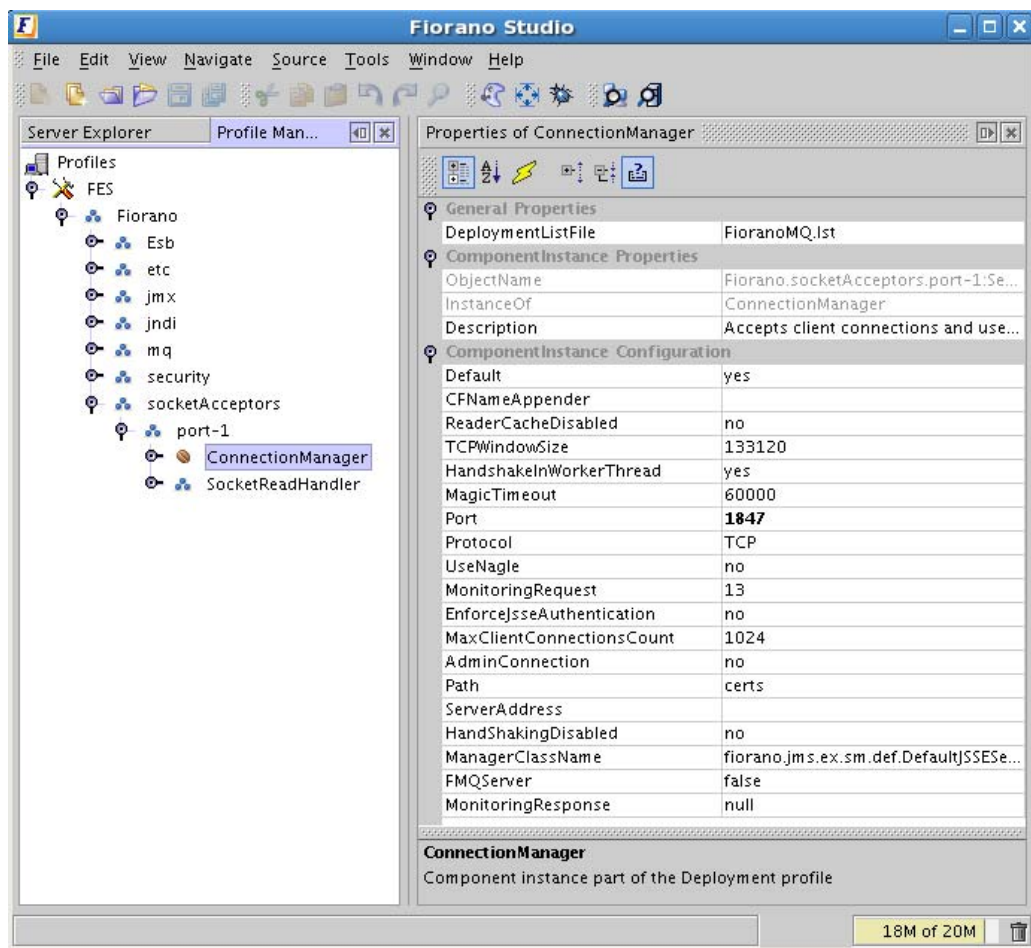 Fiorano Studio
File Edit View Navigate Source Tools Window Help
Server Explorer Profile Man...
Profiles
FES
Fiorano
Esb
etc
jmx
jndi
mq
security
socketAcceptors
port-1
ConnectionManager
SocketReadHandler
Properties of ConnectionManager
General Properties
DeploymentListFile FioranoMQ.lst
ComponentInstance Properties
ObjectName Fiorano.socketAcceptors.port-1:Se...
InstanceOf ConnectionManager
Description Accepts client connections and use...
ComponentInstance Configuration
Default yes
CFNameAppender
ReaderCacheDisabled no
TCPWindowSize 133120
HandshakeInWorkerThread yes
MagicTimeout 60000
Port 1847
Protocol TCP
UseNagle no
MonitoringRequest 13
EnforceJsseAuthentication no
MaxClientConnectionsCount 1024
AdminConnection no
Path certs
ServerAddress
HandShakingDisabled no
ManagerClassName fiorano.jms.ex.sm.def.DefaultJSSESe...
FMQServer false
MonitoringResponse null
ConnectionManager
Component instance part of the Deployment profile
18M of 20M